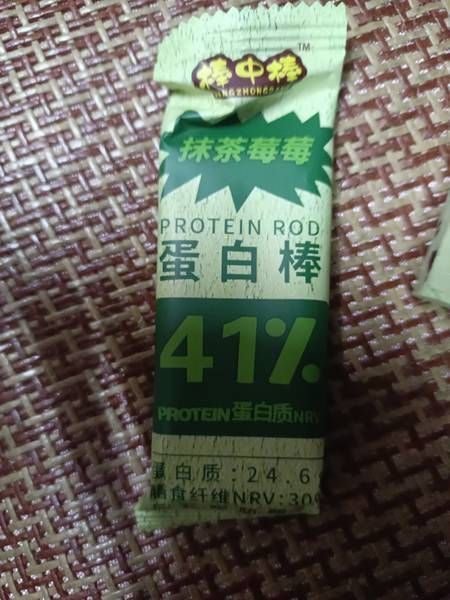 棒中棒
TM
抹茶莓莓
PROTEIN ROD
蛋白棒
41%
PROTEIN蛋白质NRV
蛋白质:24.6
膳食纤维NRV:30